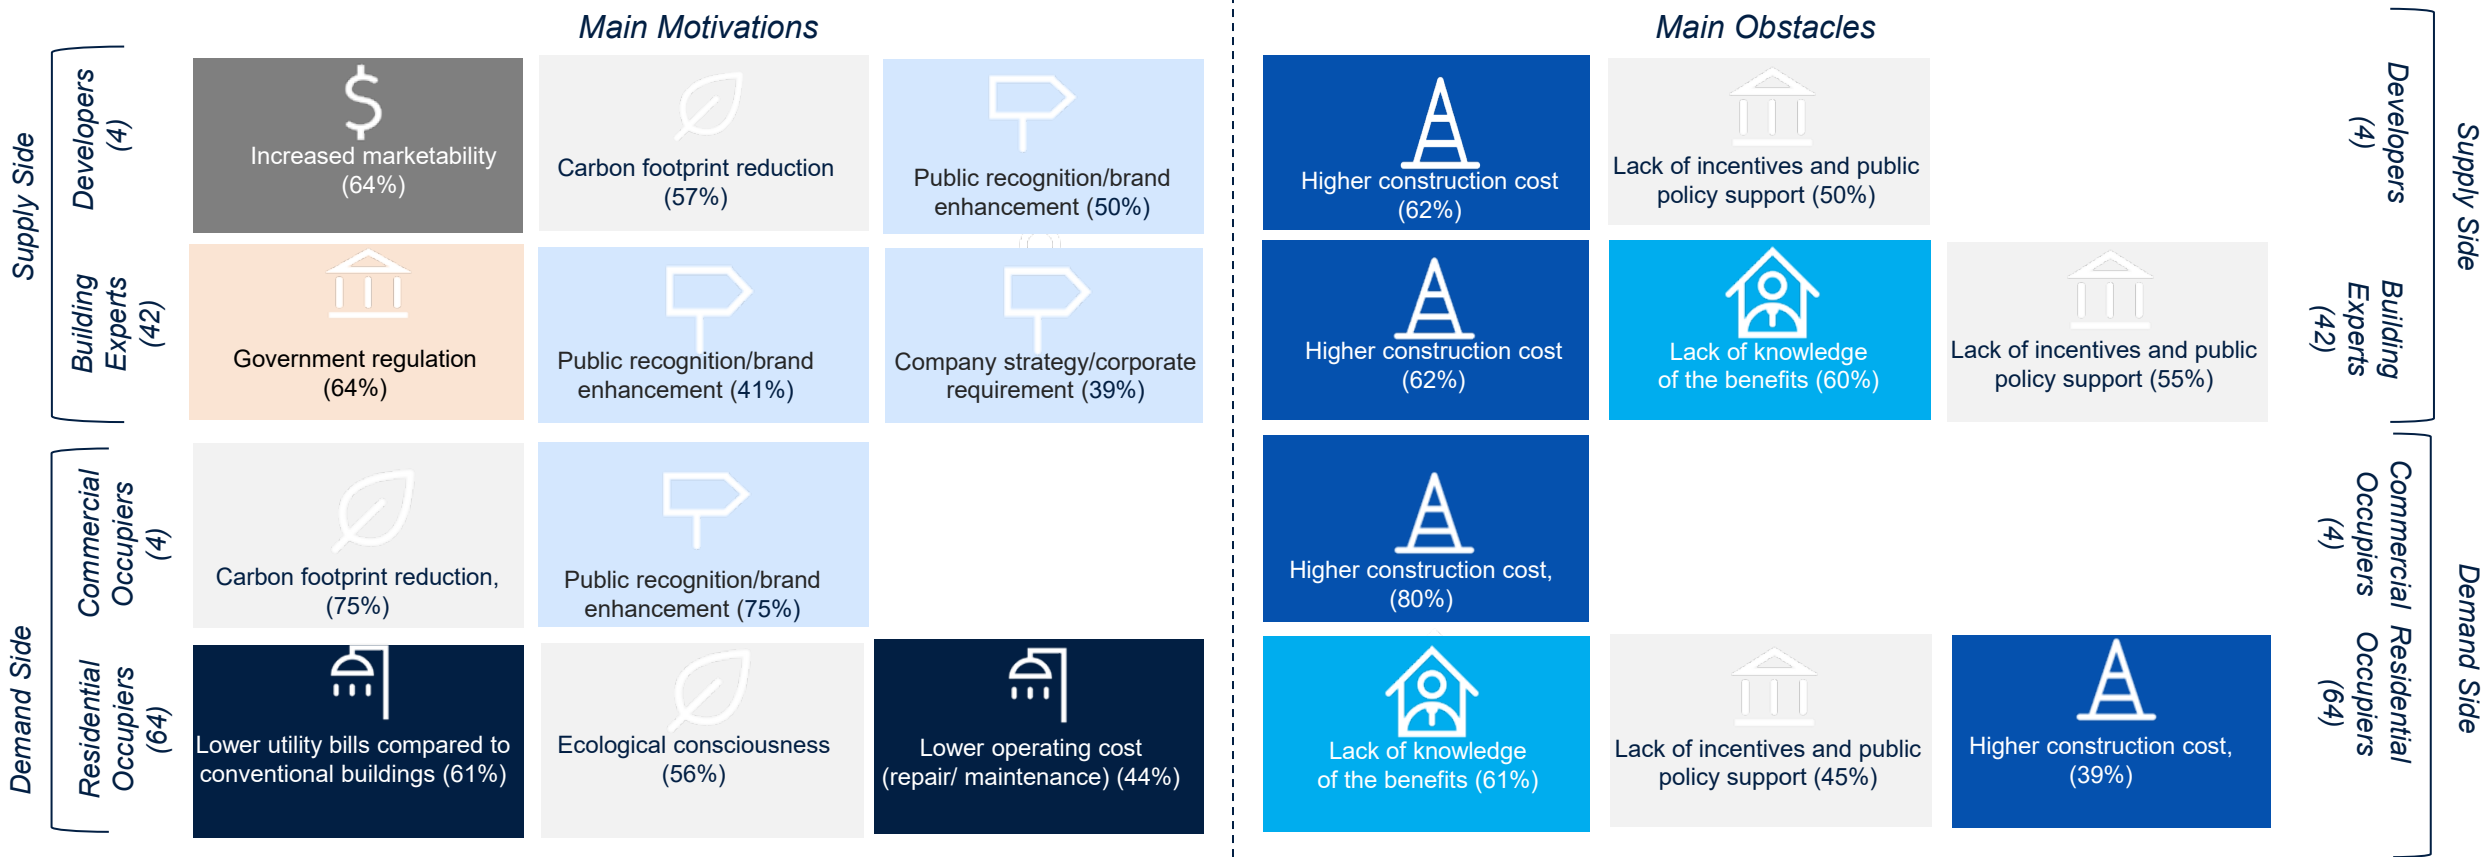 Main Motivations
Main Obstacles
Supply Side
Developers
(4)
$
Increased marketability
(64%)
Carbon footprint reduction
(57%)
Public recognition/brand
enhancement (50%)
Higher construction cost
(62%)
Lack of incentives and public
policy support (50%)
Developers
(4)
Supply Side
Building
Experts
(42)
Government regulation
(64%)
Public recognition/brand
enhancement (41%)
Company strategy/corporate
requirement (39%)
Higher construction cost
(62%)
Lack of knowledge
of the benefits (60%)
Lack of incentives and public
policy support (55%)
Building
Experts
(42)
Demand Side
Commercial
Occupiers
(4)
Carbon footprint reduction,
(75%)
Public recognition/brand
enhancement (75%)
Higher construction cost,
(80%)
Commercial
Occupiers
(4)
Demand Side
Residential
Occupiers
(64)
Lower utility bills compared to
conventional buildings (61%)
Ecological consciousness
(56%)
Lower operating cost
(repair/ maintenance) (44%)
Lack of knowledge
of the benefits (61%)
Lack of incentives and public
policy support (45%)
Higher construction cost,
(39%)
Residential
Occupiers
(64)